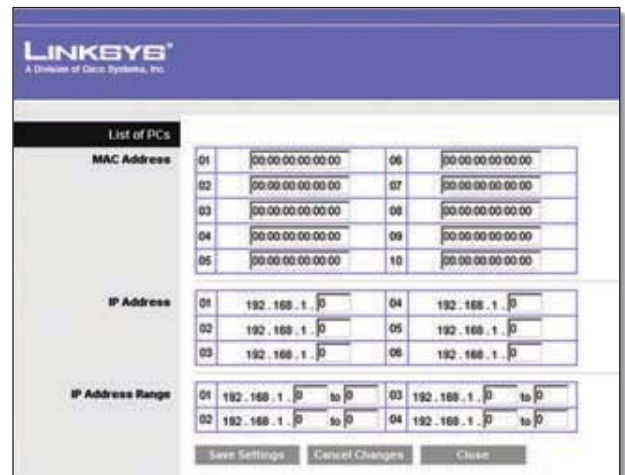 LINKSYS®
A Division of Cisco Systems, Inc.
List of PCs
MAC Address
01 00:00:00:00:00:00 06 00:00:00:00:00:00
02 00:00:00:00:00:00 07 00:00:00:00:00:00
03 00:00:00:00:00:00 08 00:00:00:00:00:00
04 00:00:00:00:00:00 09 00:00:00:00:00:00
05 00:00:00:00:00:00 10 00:00:00:00:00:00
IP Address
01 192.168.1.0 04 192.168.1.0
02 192.168.1.0 05 192.168.1.0
03 192.168.1.0 06 192.168.1.0
IP Address Range
01 192.168.1.0 to 0 03 192.168.1.0 to 0
02 192.168.1.0 to 0 04 192.168.1.0 to 0
Save Settings Cancel Changes Close